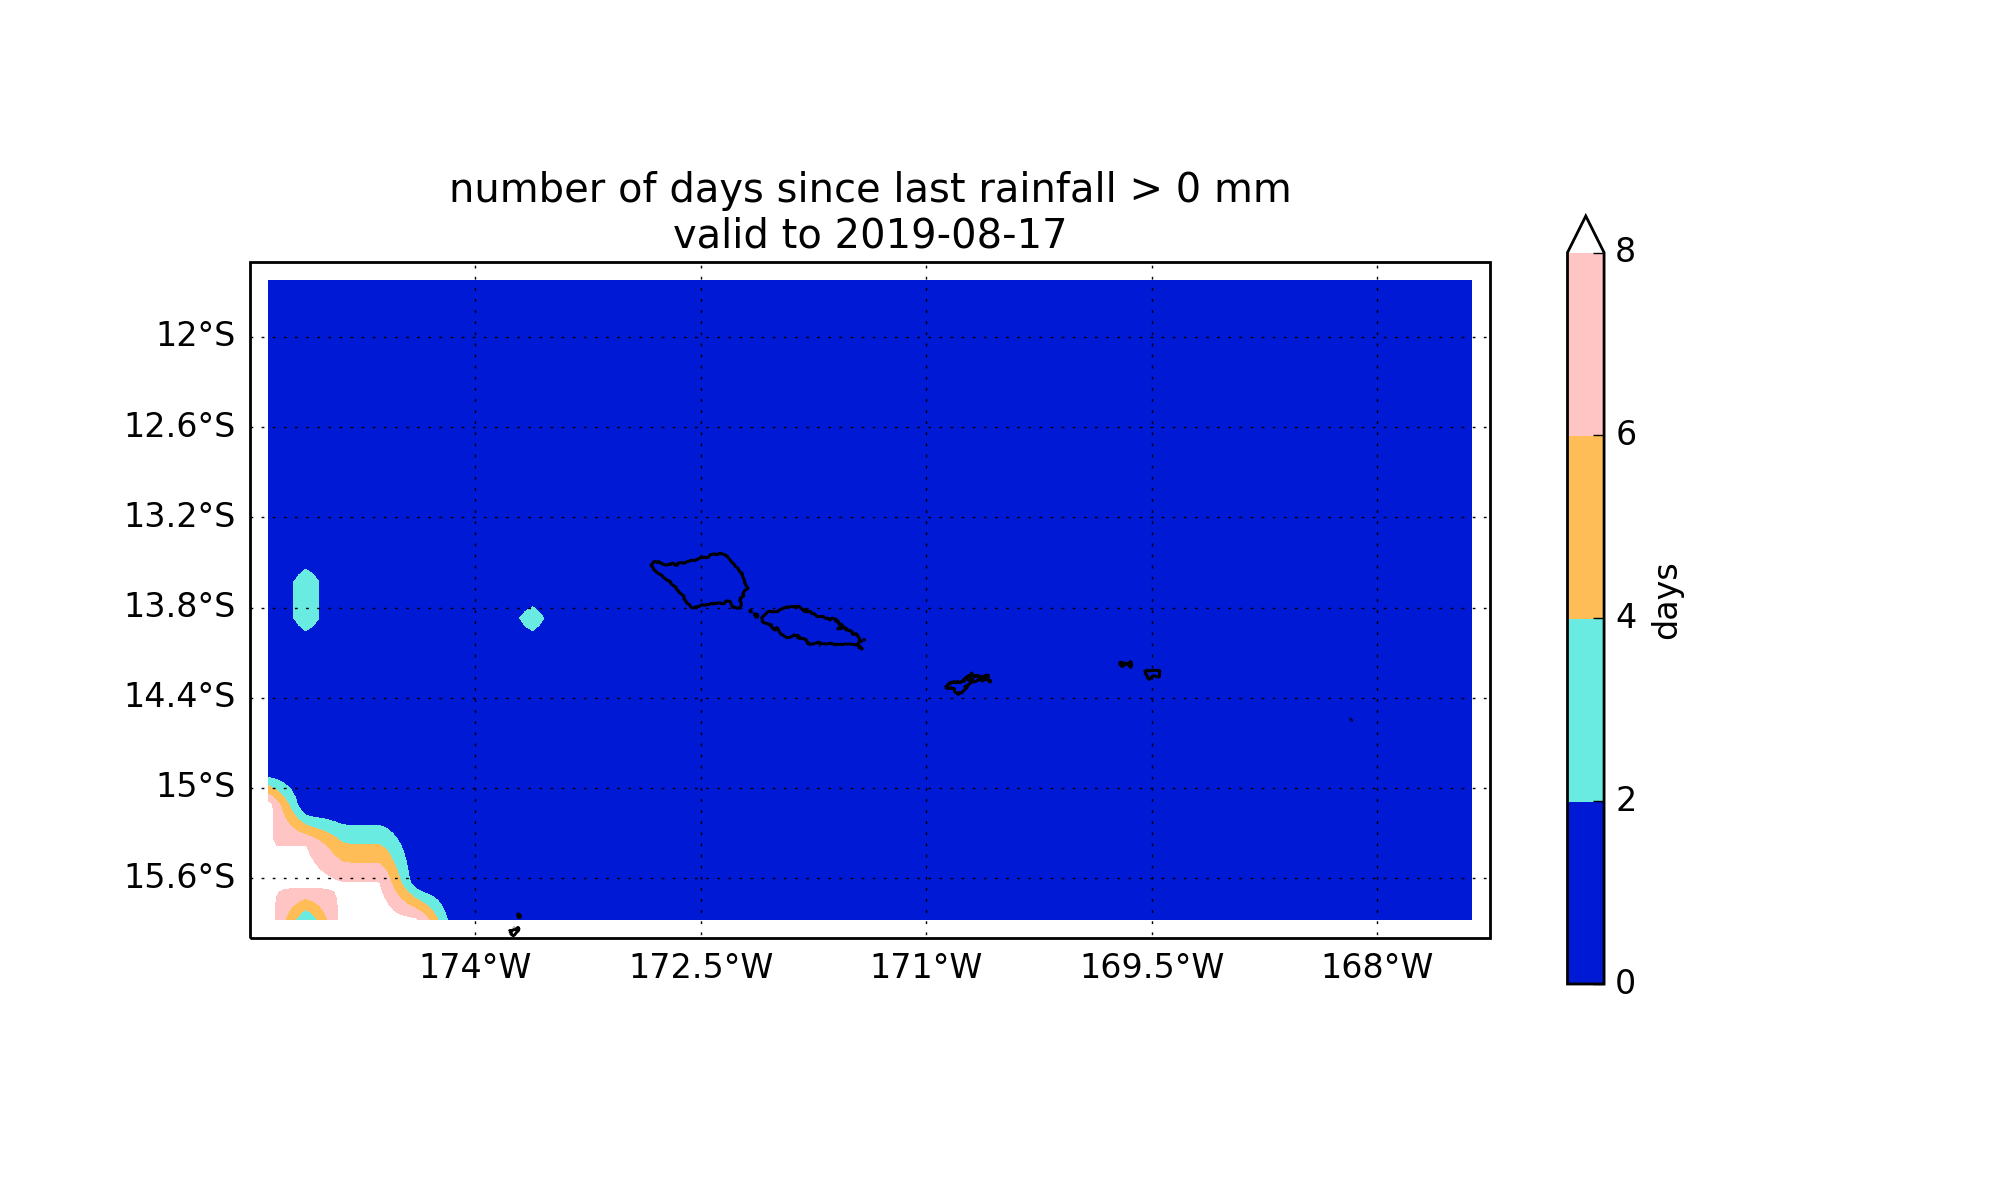 number of days since last rainfall > 0 mm
valid to 2019-08-17
12°S
12.6°S
13.2°S
13.8°S
14.4°S
15°S
15.6°S
174°W
172.5°W
171°W
169.5°W
168°W
8
6
4
2
0
days